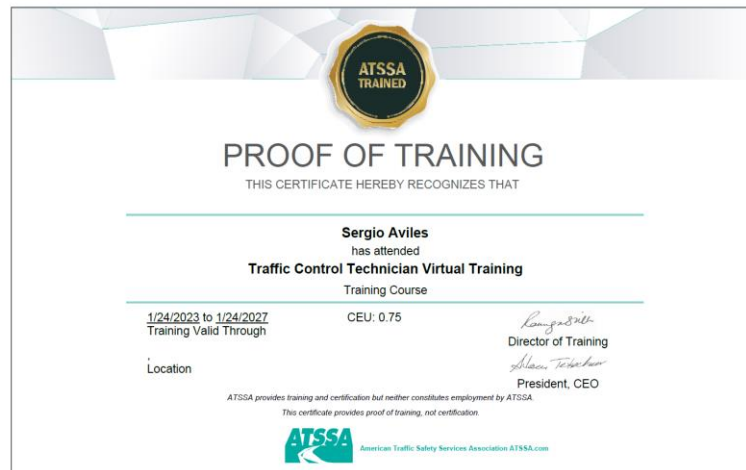 ATSSA
TRAINED
PROOF OF TRAINING
THIS CERTIFICATE HEREBY RECOGNIZES THAT
Sergio Aviles
has attended
Traffic Control Technician Virtual Training
Training Course
1/24/2023 to 1/24/2027
Training Valid Through
CEU: 0.75
Director of Training
,
Location
President, CEO
ATSSA provides training and certification but neither constitutes employment by ATSSA.
This certificate provides proof of training, not certification.
ATSSA
American Traffic Safety Services Association ATSSA.com